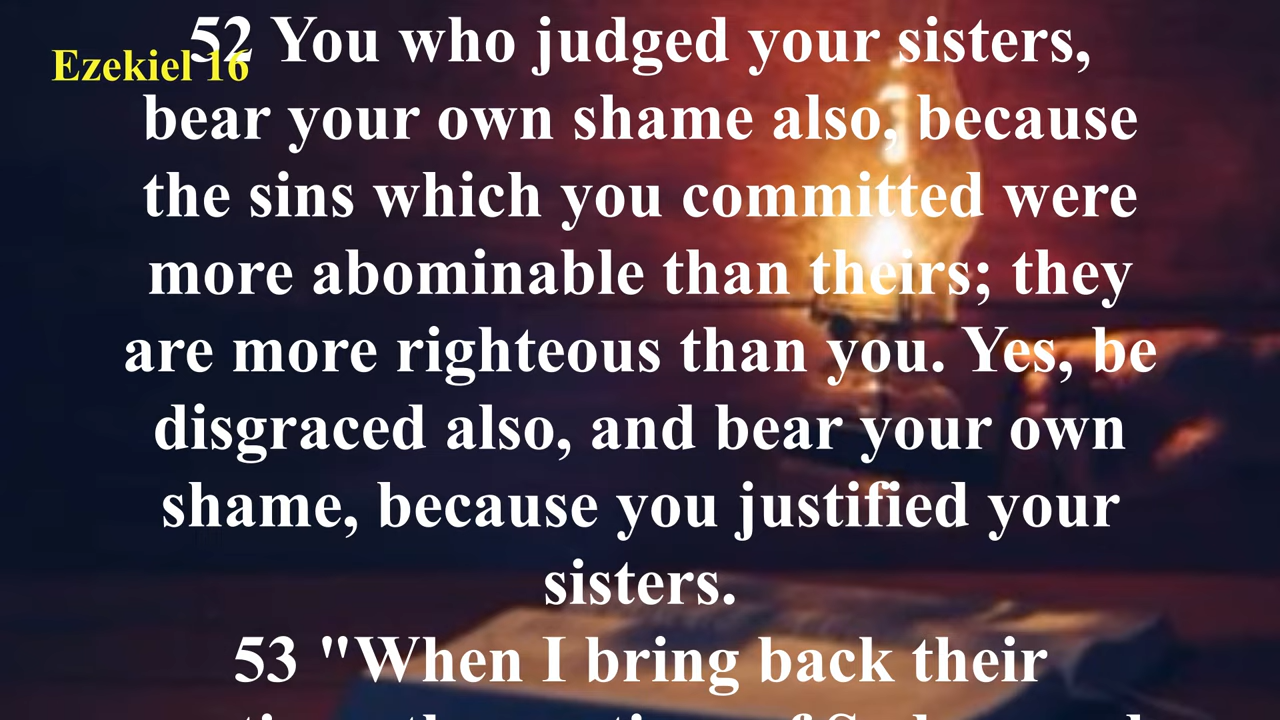 Ezekiel 16
52 You who judged your sisters,
bear your own shame also, because
the sins which you committed were
more abominable than theirs; they
are more righteous than you. Yes, be
disgraced also, and bear your own
shame, because you justified your
sisters.
53 "When I bring back their